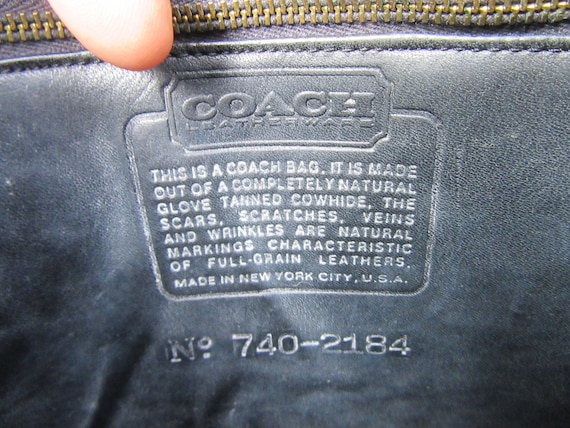 COACH
LEATHERWARE
THIS IS A COACH BAG. IT IS MADE
OUT OF A COMPLETELY NATURAL
GLOVE TANNED COWHIDE, THE
SCARS, SCRATCHES, VEINS
AND WRINKLES ARE NATURAL
MARKINGS CHARACTERISTIC
OF FULL-GRAIN LEATHERS.
MADE IN NEW YORK CITY, U.S.A.
Nº 740-2184